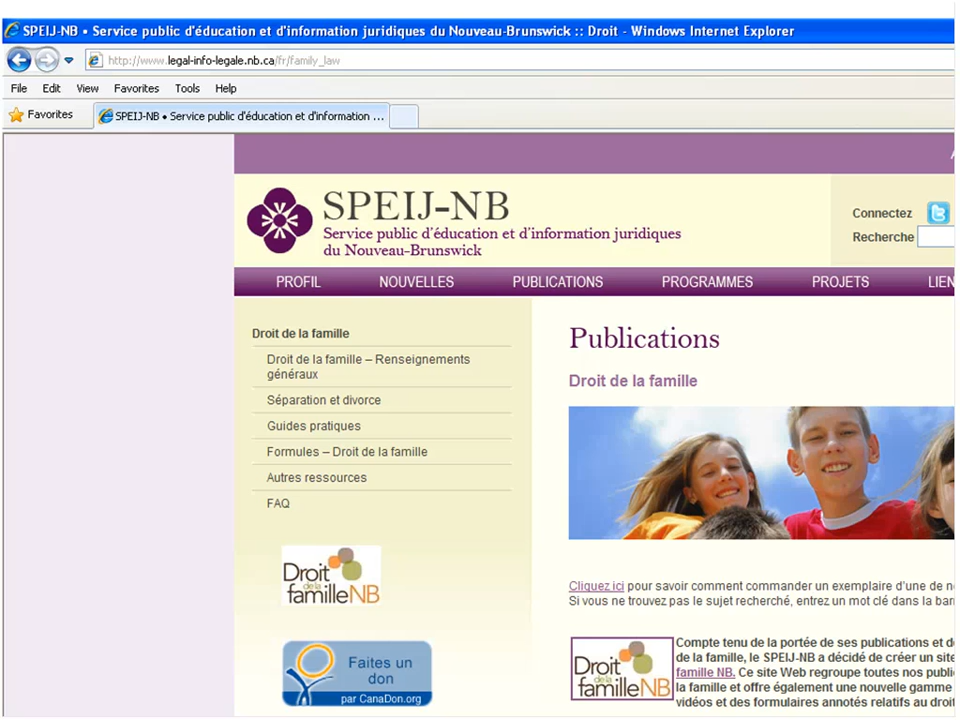 SPEIJ-NB • Service public d'éducation et d'information juridiques du Nouveau-Brunswick :: Droit - Windows Internet Explorer
http://www.legal-info-legale.nb.ca/fr/family_law
File Edit View Favorites Tools Help
Favorites SPEIJ-NB • Service public d'éducation et d'information ...
SPEIJ-NB
Service public d'éducation et d'information juridiques
du Nouveau-Brunswick
Connectez
Recherche
PROFIL NOUVELLES PUBLICATIONS PROGRAMMES PROJETS LIEN
Droit de la famille
Droit de la famille – Renseignements
généraux
Séparation et divorce
Guides pratiques
Formules – Droit de la famille
Autres ressources
FAQ
Droit
de la
familleNB
Faites un
don
par CanaDon.org
Publications
Droit de la famille
Cliquez ici pour savoir comment commander un exemplaire d'une de n
Si vous ne trouvez pas le sujet recherché, entrez un mot clé dans la bar
Droit
de la
familleNB
Compte tenu de la portée de ses publications et d
de la famille, le SPEIJ-NB a décidé de créer un site
famille NB. Ce site Web regroupe toutes nos publi
la famille et offre également une nouvelle gamme
vidéos et des formulaires annotés relatifs au droit